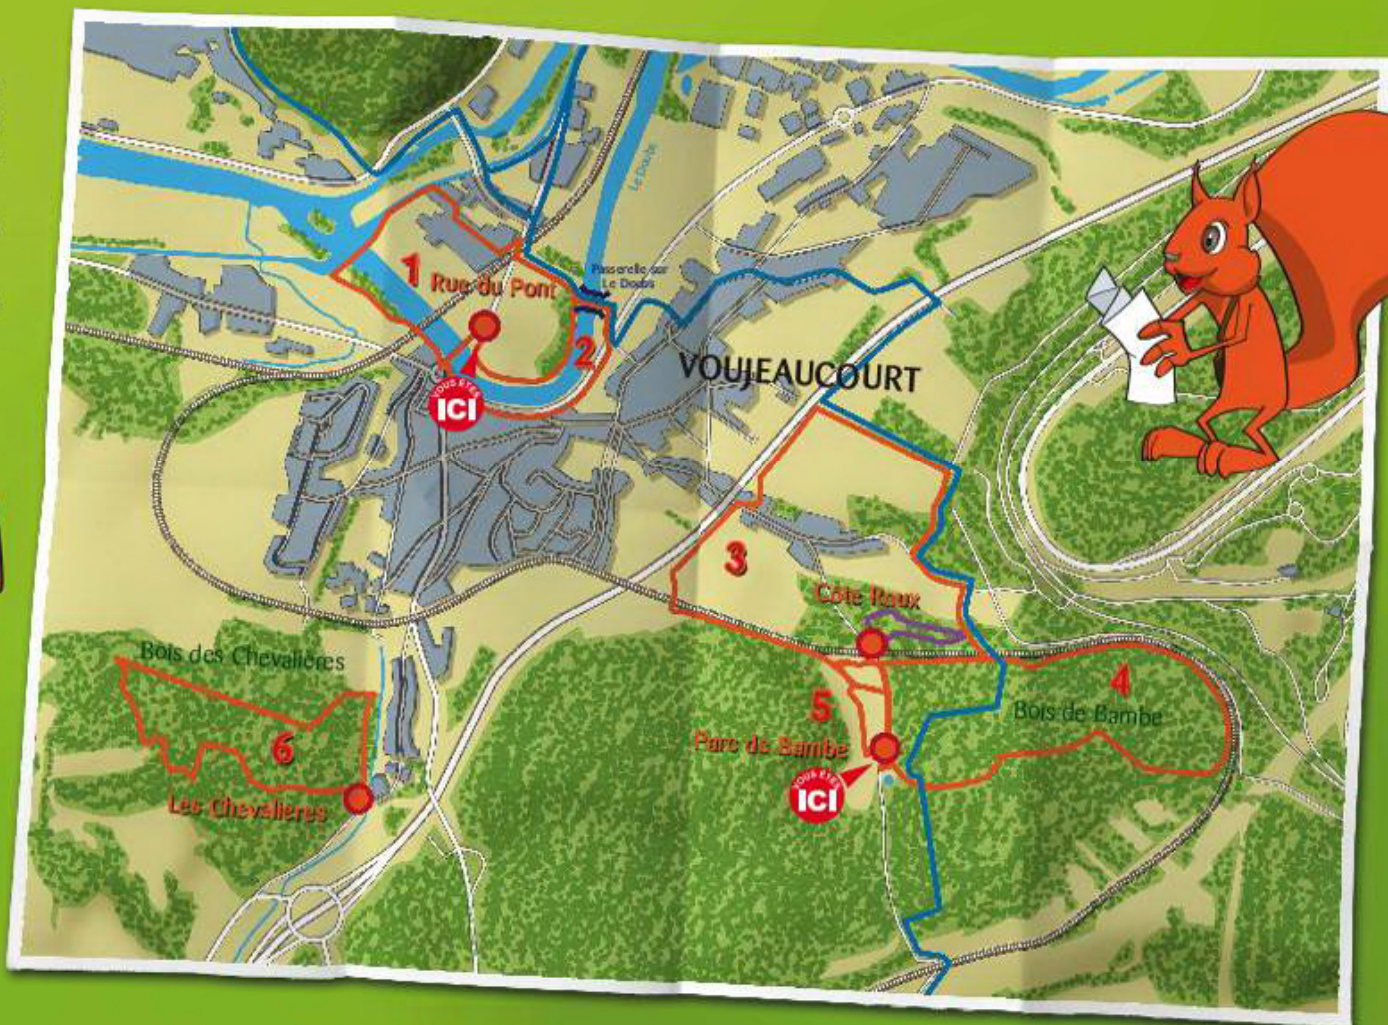 Le Doubs
1 Rue du Pont
Passerelle sur
Le Doubs
2
VOUS ÊTES
ICI
VOUJEAUCOURT
3
Côte Roux
Bois des Chevalières
6
Les Chevalières
4
Bois de Bambe
5
Parc de Bambe
VOUS ÊTES
ICI